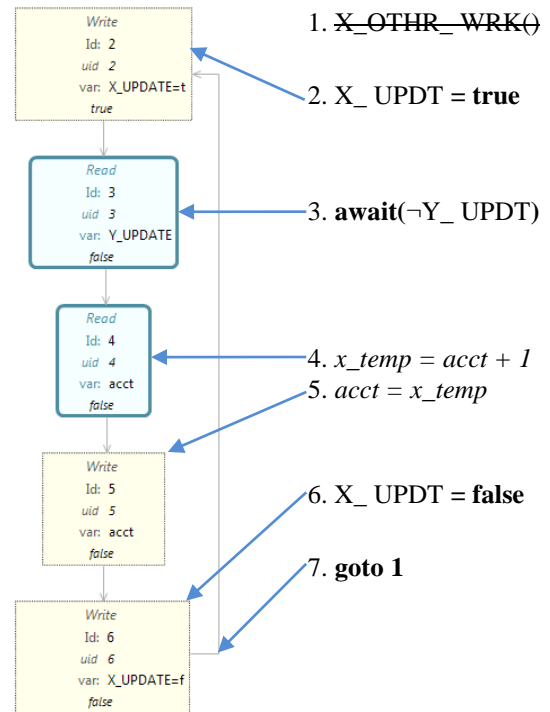 Write
Id: 2
uid 2
var: X_UPDATE=t
true
Read
Id: 3
uid 3
var: Y_UPDATE
false
Read
Id: 4
uid 4
var: acct
false
Write
Id: 5
uid 5
var: acct
false
Write
Id: 6
uid 6
var: X_UPDATE=f
false
1. X_OTHR_WRK()
2. X_ UPDT = true
3. await(¬Y_ UPDT)
4. x_temp = acct + 1
5. acct = x_temp
6. X_ UPDT = false
7. goto 1